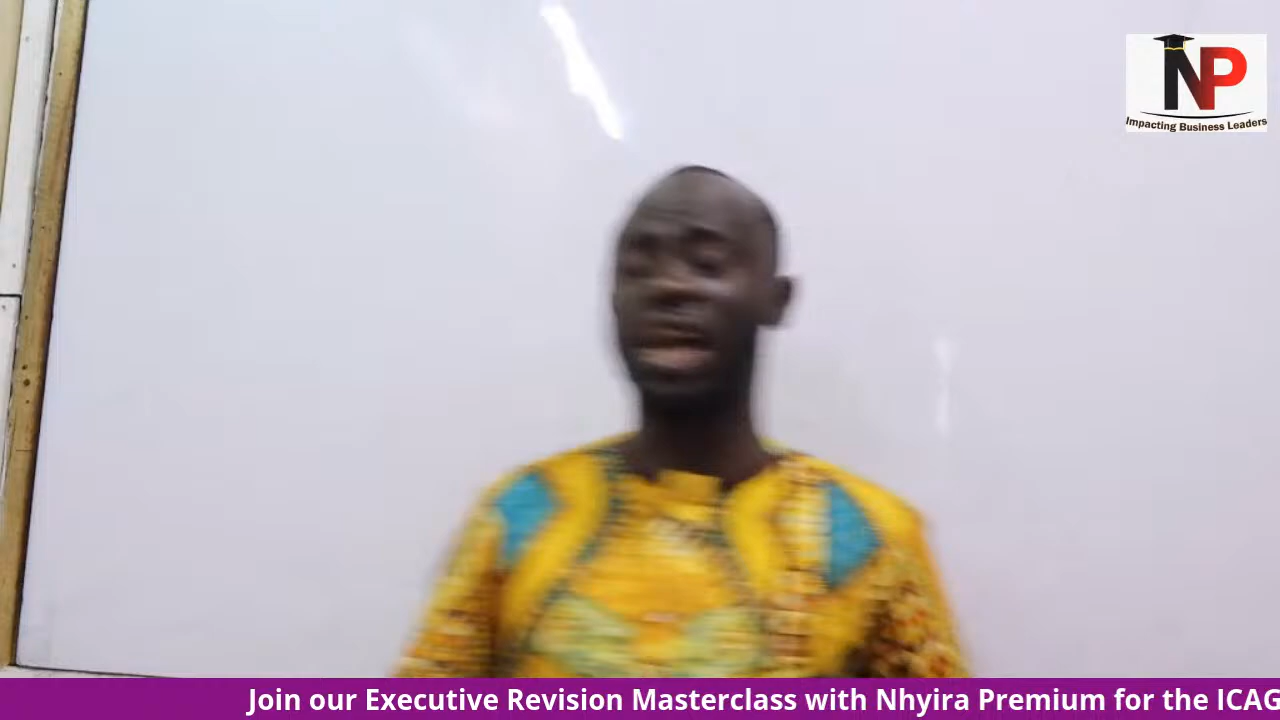 NP
Impacting Business Leaders
Join our Executive Revision Masterclass with Nhyira Premium for the ICAG